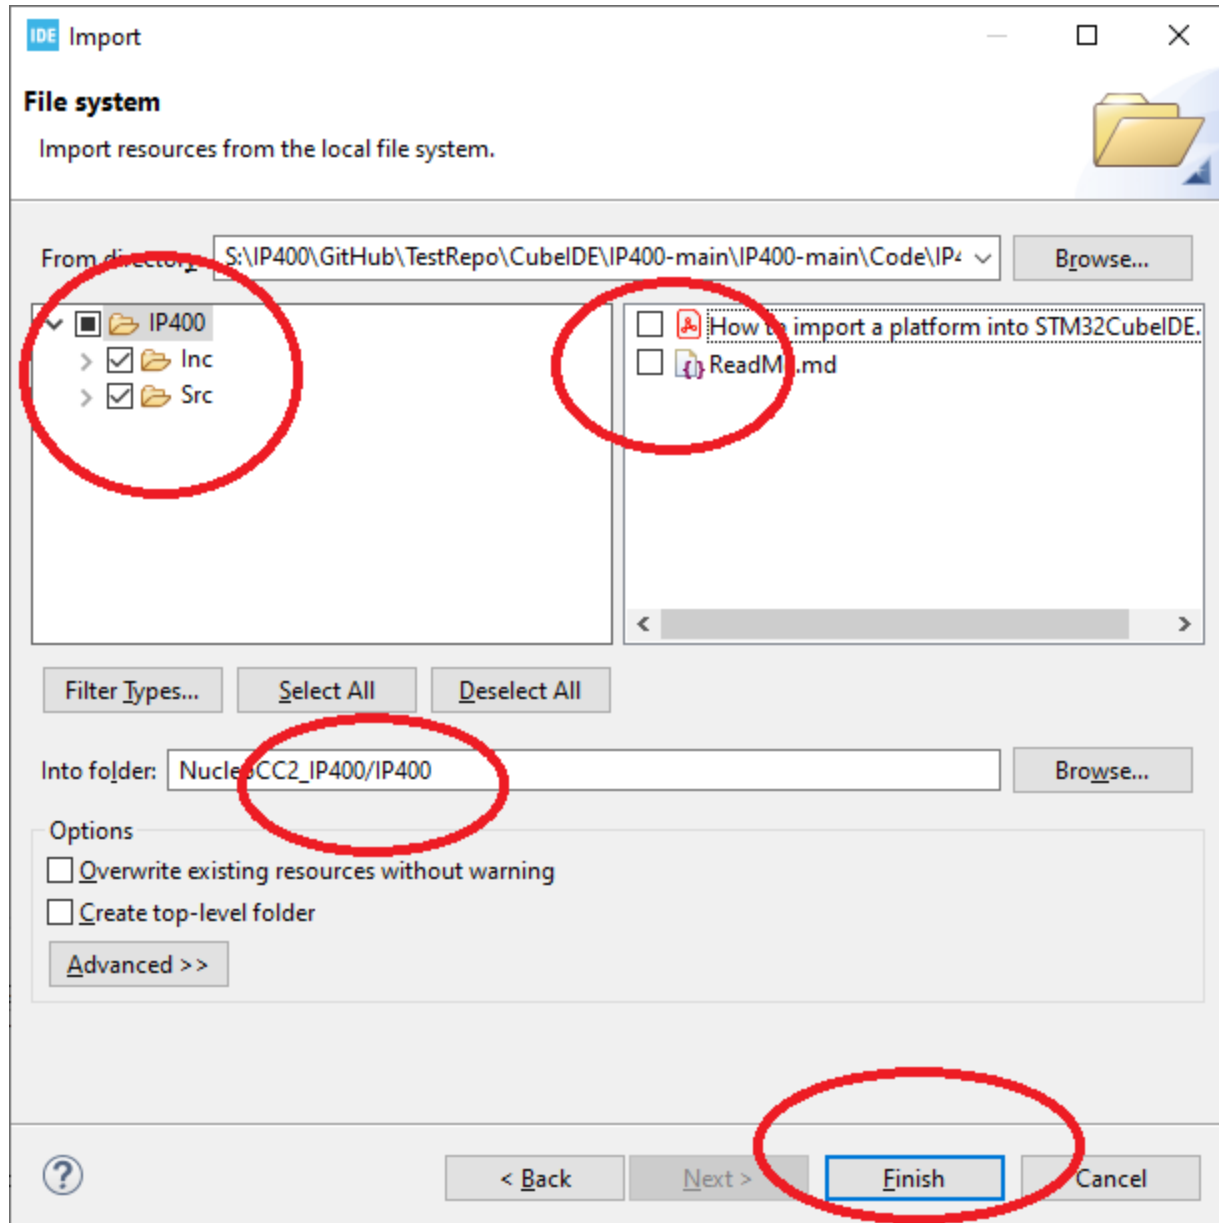 IDE Import
File system
Import resources from the local file system.
From directory: S:\IP400\GitHub\TestRepo\CubeIDE\IP400-main\IP400-main\Code\IP4 Browse...
IP400
Inc
Src
How to import a platform into STM32CubeIDE.
ReadMe.md
Filter Types... Select All Deselect All
Into folder: NucleoCC2_IP400/IP400 Browse...
Options
Overwrite existing resources without warning
Create top-level folder
Advanced >>
? < Back Next > Finish Cancel